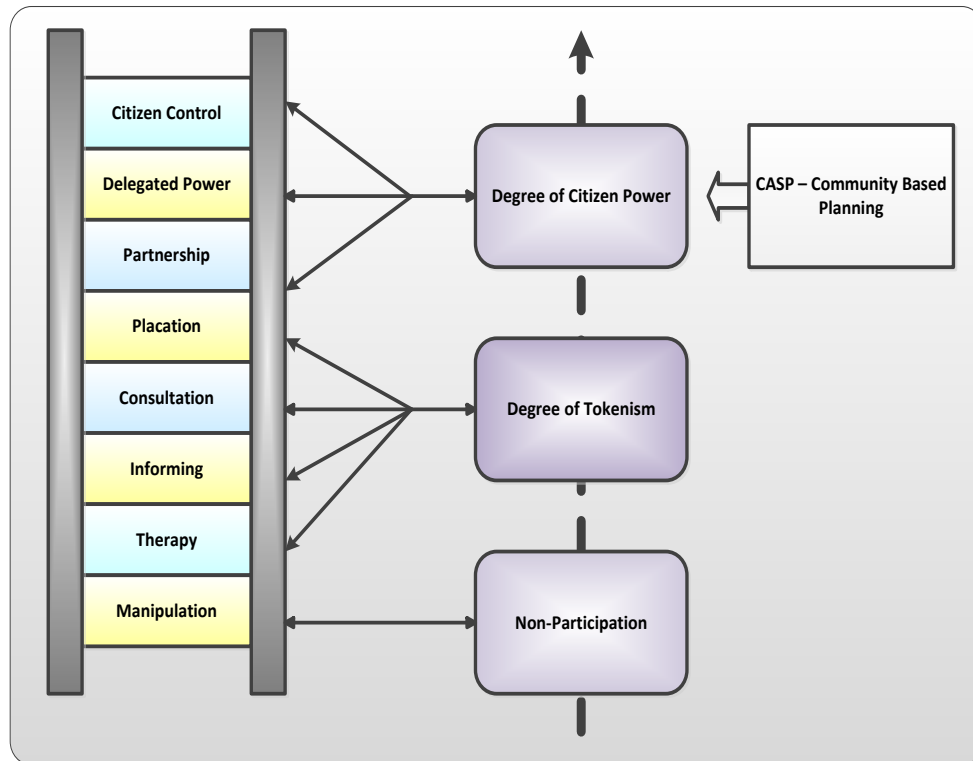 Citizen Control
Delegated Power
Partnership
Placation
Consultation
Informing
Therapy
Manipulation
Degree of Citizen Power
Degree of Tokenism
Non-Participation
CASP – Community Based
Planning